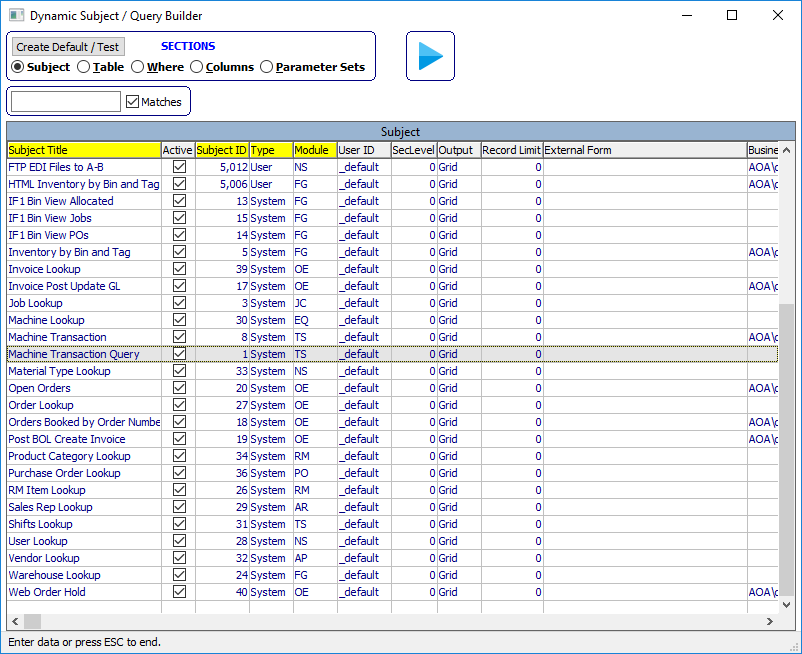 Dynamic Subject / Query Builder
Create Default / Test SECTIONS
Subject Table Where Columns Parameter Sets
Matches
Subject
Subject Title Active Subject ID Type Module User ID SecLevel Output Record Limit External Form Busine
FTP EDI Files to A-B 5,012 User NS _default 0 Grid 0 AOA\c
HTML Inventory by Bin and Tag 5,006 User FG _default 0 Grid 0 AOA\c
IF1 Bin View Allocated 13 System FG _default 0 Grid 0
IF1 Bin View Jobs 15 System FG _default 0 Grid 0
IF1 Bin View POs 14 System FG _default 0 Grid 0
Inventory by Bin and Tag 5 System FG _default 0 Grid 0 AOA\c
Invoice Lookup 39 System OE _default 0 Grid 0
Invoice Post Update GL 17 System OE _default 0 Grid 0 AOA\c
Job Lookup 3 System JC _default 0 Grid 0
Machine Lookup 30 System EQ _default 0 Grid 0
Machine Transaction 8 System TS _default 0 Grid 0 AOA\c
Machine Transaction Query 1 System TS _default 0 Grid 0
Material Type Lookup 33 System NS _default 0 Grid 0
Open Orders 20 System OE _default 0 Grid 0 AOA\c
Order Lookup 27 System OE _default 0 Grid 0
Orders Booked by Order Numbe 18 System OE _default 0 Grid 0 AOA\c
Post BOL Create Invoice 19 System OE _default 0 Grid 0 AOA\c
Product Category Lookup 34 System RM _default 0 Grid 0
Purchase Order Lookup 36 System PO _default 0 Grid 0
RM Item Lookup 26 System RM _default 0 Grid 0
Sales Rep Lookup 29 System AR _default 0 Grid 0
Shifts Lookup 31 System TS _default 0 Grid 0
User Lookup 28 System NS _default 0 Grid 0
Vendor Lookup 32 System AP _default 0 Grid 0
Warehouse Lookup 24 System FG _default 0 Grid 0
Web Order Hold 40 System OE _default 0 Grid 0 AOA\c
Enter data or press ESC to end.